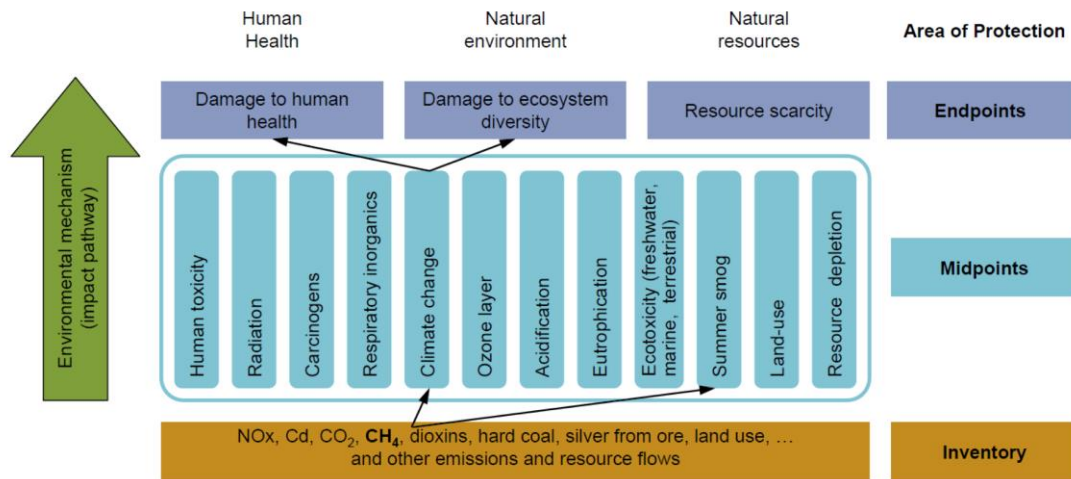 Human
Health
Natural
environment
Natural
resources
Area of Protection
Damage to human
health
Damage to ecosystem
diversity
Resource scarcity
Endpoints
Environmental mechanism
(impact pathway)
Human toxicity
Radiation
Carcinogens
Respiratory inorganics
Climate change
Ozone layer
Acidification
Eutrophication
Ecotoxicity (freshwater,
marine, terrestrial)
Summer smog
Land-use
Resource depletion
Midpoints
NOx, Cd, CO₂, CH₄, dioxins, hard coal, silver from ore, land use, …
and other emissions and resource flows
Inventory